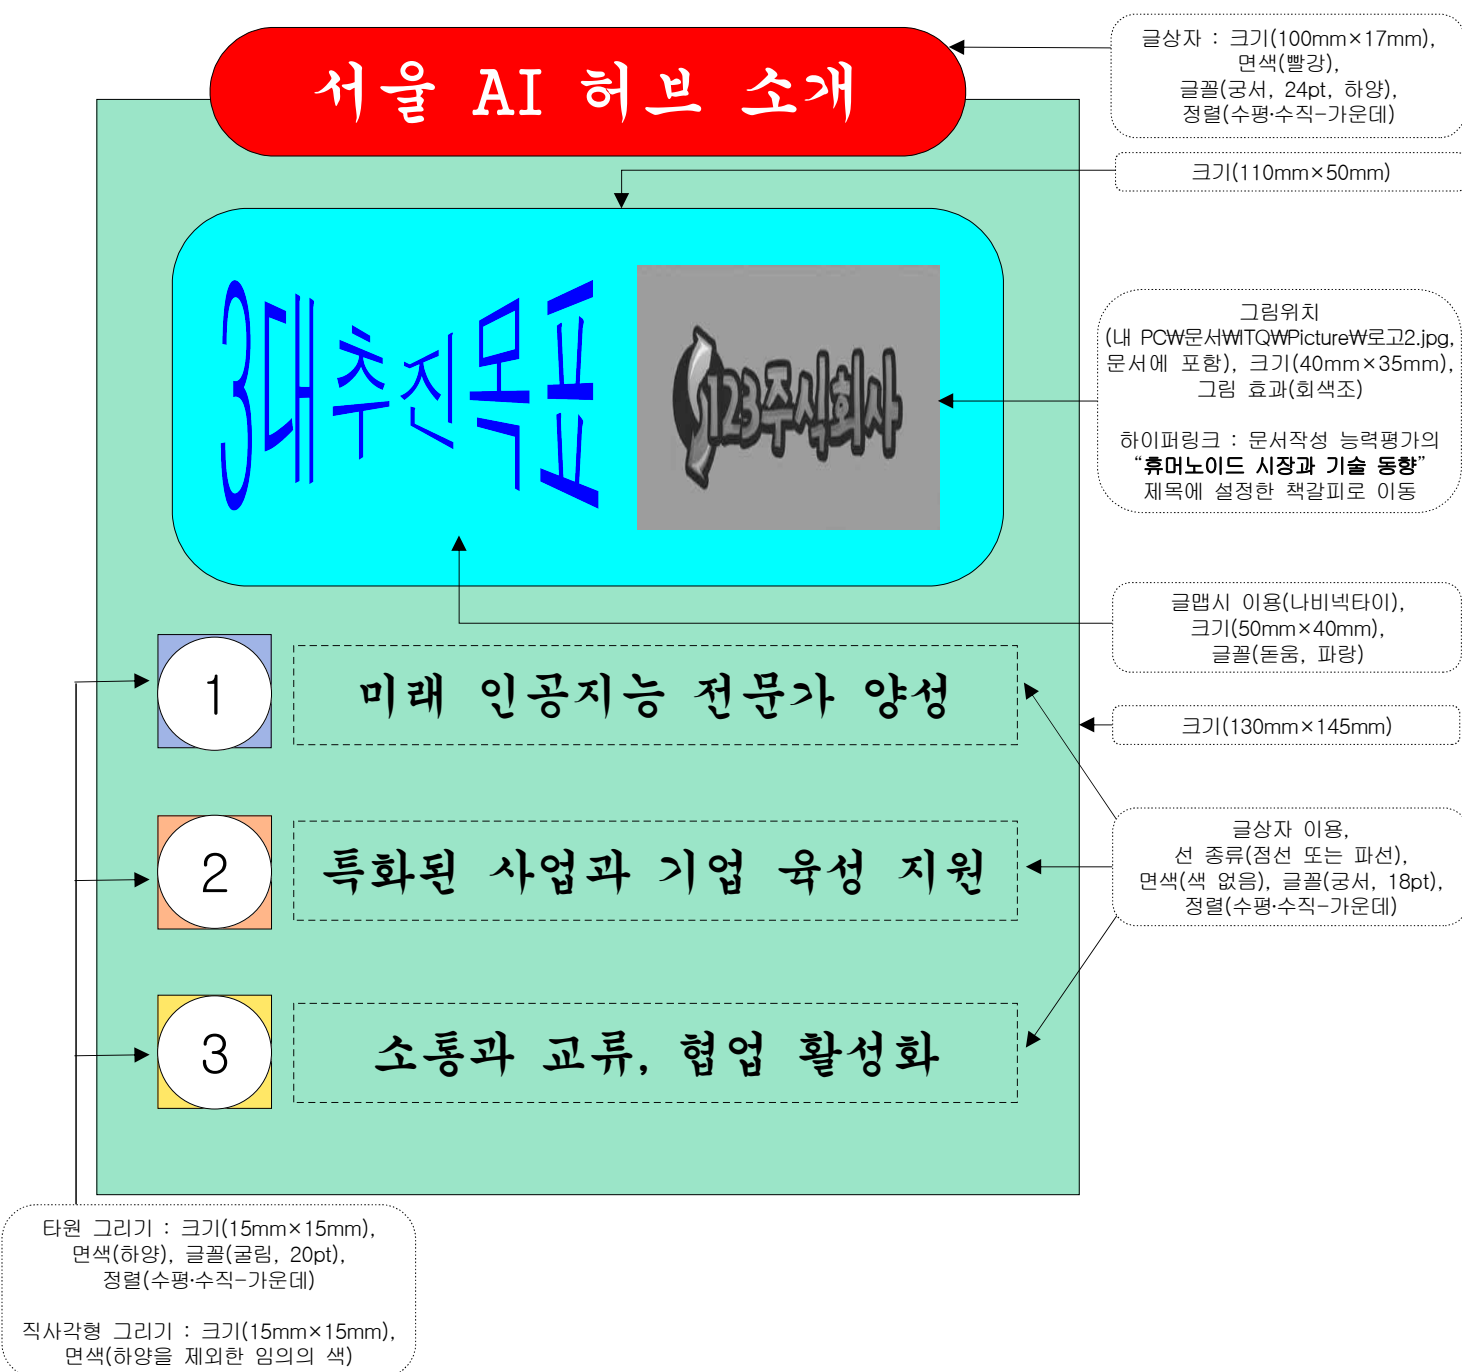 서울 AI 허브 소개
글상자 : 크기(100mm×17mm),
면색(빨강),
글꼴(궁서, 24pt, 하양),
정렬(수평·수직-가운데)
크기(110mm×50mm)
3대추진목표
123주식회사
그림위치
(내 PC₩문서₩ITQ₩Picture₩로고2.jpg,
문서에 포함), 크기(40mm×35mm),
그림 효과(회색조)
하이퍼링크 : 문서작성 능력평가의
“휴머노이드 시장과 기술 동향”
제목에 설정한 책갈피로 이동
글맵시 이용(나비넥타이),
크기(50mm×40mm),
글꼴(돋움, 파랑)
1
미래 인공지능 전문가 양성
크기(130mm×145mm)
2
특화된 사업과 기업 육성 지원
글상자 이용,
선 종류(점선 또는 파선),
면색(색 없음), 글꼴(궁서, 18pt),
정렬(수평·수직-가운데)
3
소통과 교류, 협업 활성화
타원 그리기 : 크기(15mm×15mm),
면색(하양), 글꼴(굴림, 20pt),
정렬(수평·수직-가운데)
직사각형 그리기 : 크기(15mm×15mm),
면색(하양을 제외한 임의의 색)